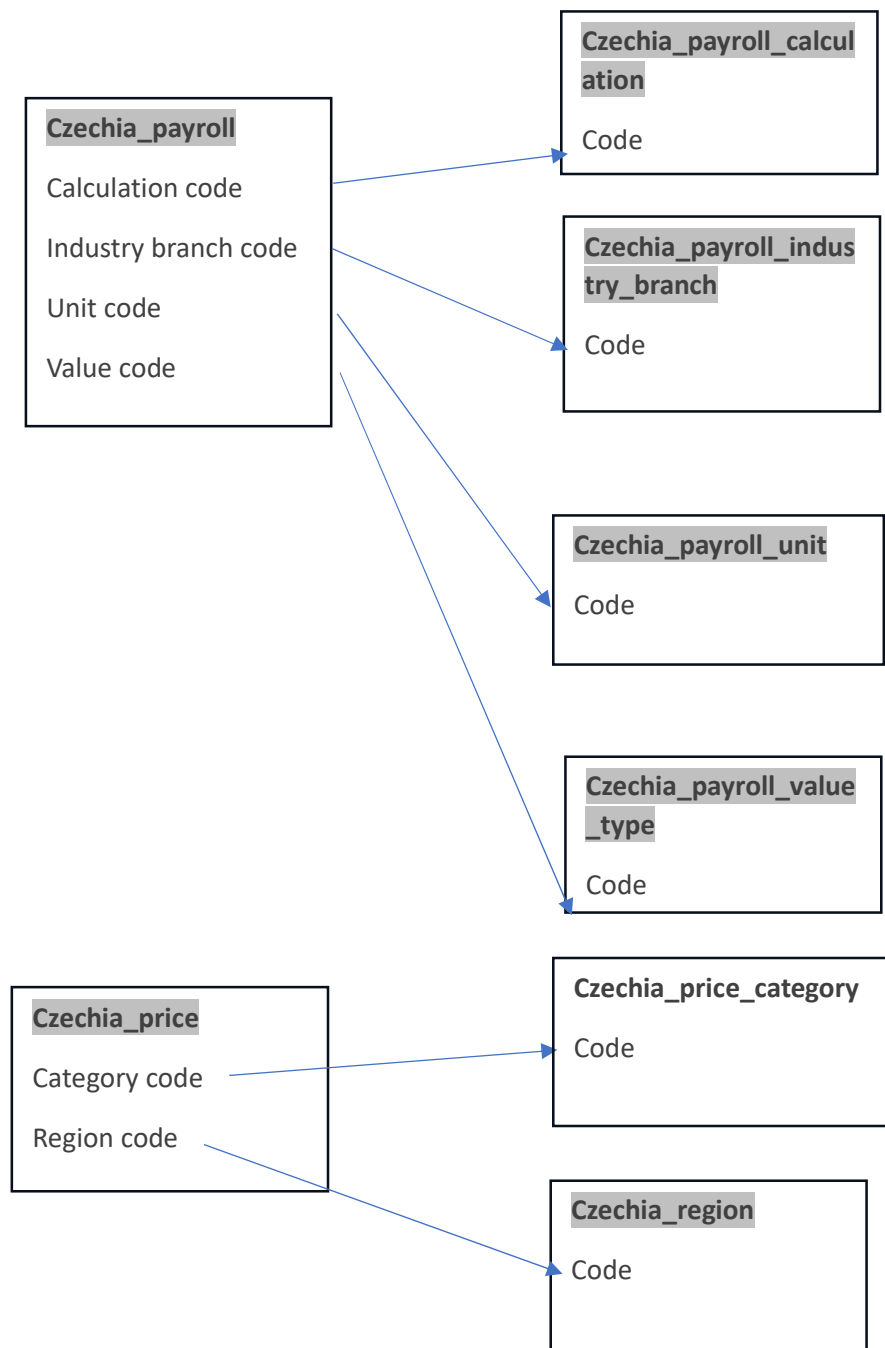 Czechia_payroll
Calculation code
Industry branch code
Unit code
Value code
Czechia_payroll_calcul
ation
Code
Czechia_payroll_indus
try_branch
Code
Czechia_payroll_unit
Code
Czechia_payroll_value
_type
Code
Czechia_price
Category code
Region code
Czechia_price_category
Code
Czechia_region
Code